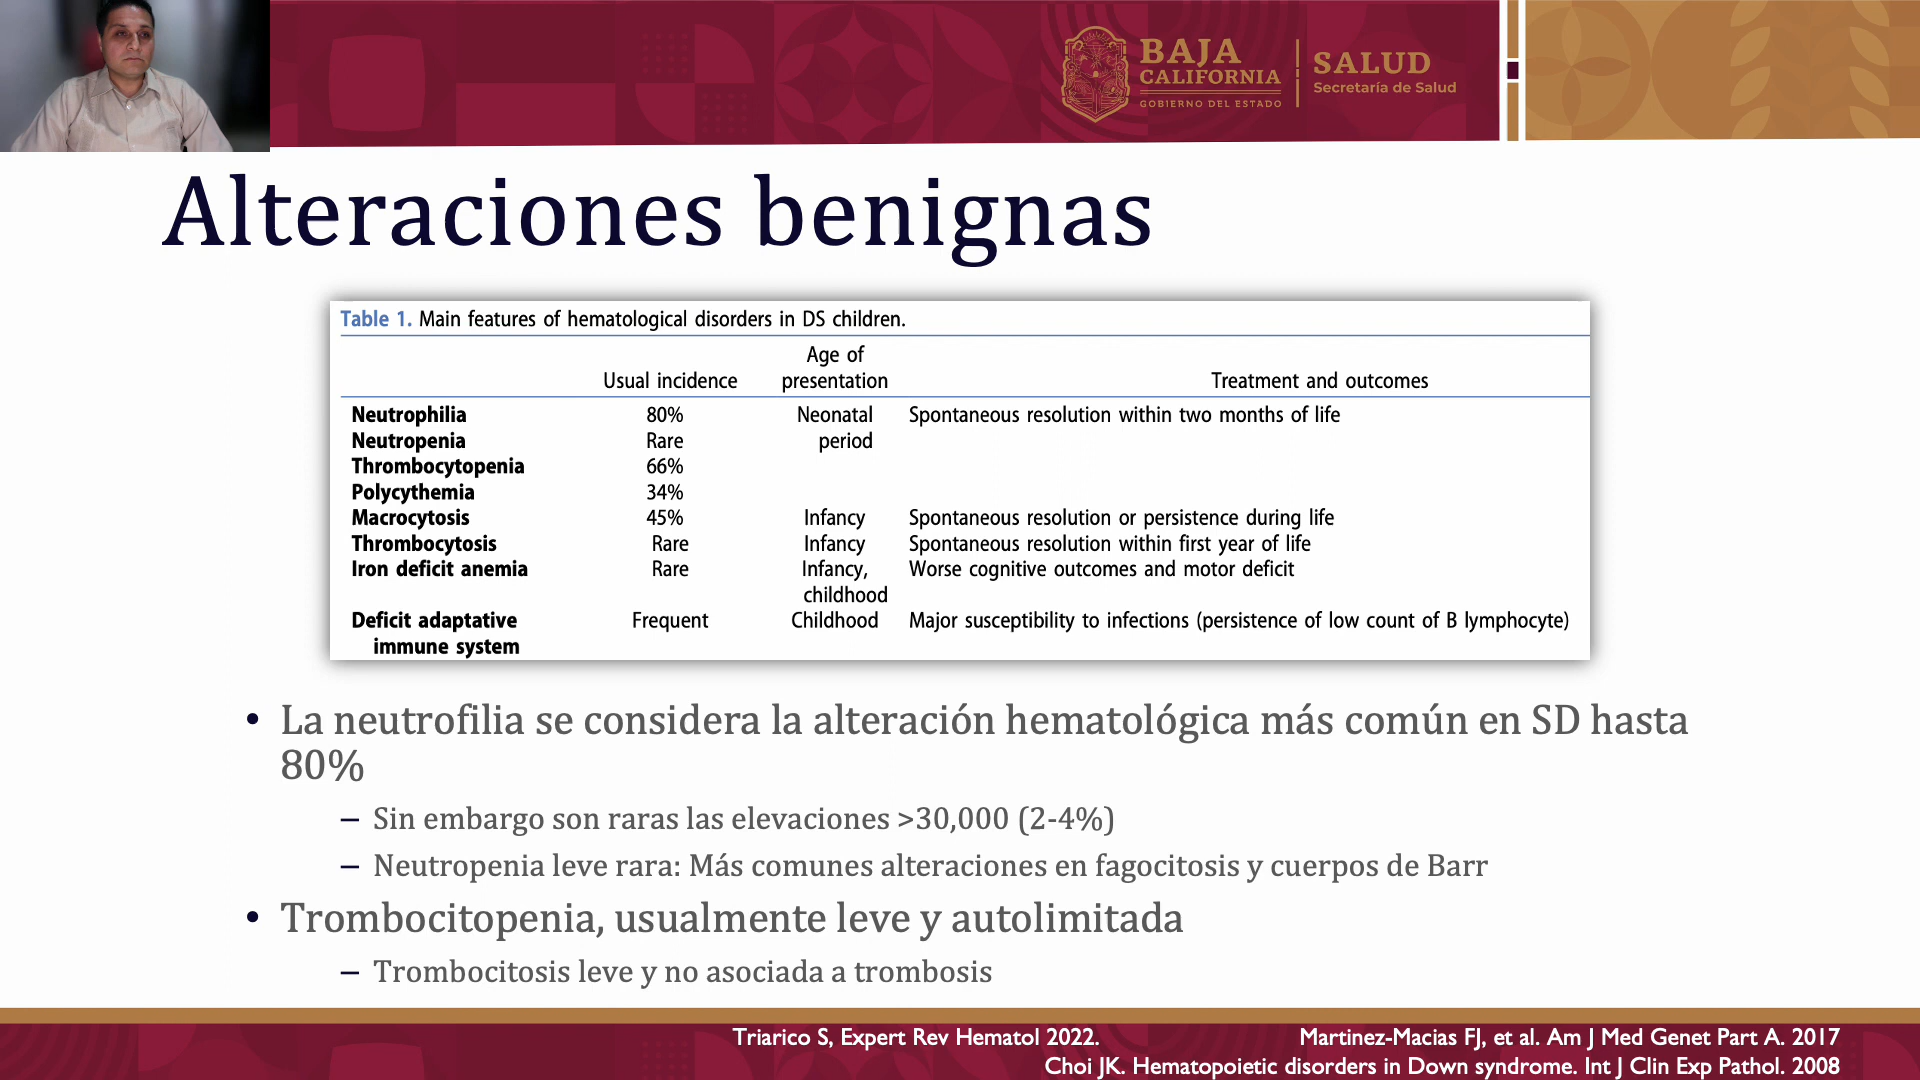 BAJA
CALIFORNIA
GOBIERNO DEL ESTADO
SALUD
Secretaría de Salud
Alteraciones benignas
Table 1. Main features of hematological disorders in DS children.
Usual incidence Age of presentation Treatment and outcomes
Neutrophilia 80% Neonatal Spontaneous resolution within two months of life
Neutropenia Rare period
Thrombocytopenia 66%
Polycythemia 34%
Macrocytosis 45% Infancy Spontaneous resolution or persistence during life
Thrombocytosis Rare Infancy Spontaneous resolution within first year of life
Iron deficit anemia Rare Infancy, Worse cognitive outcomes and motor deficit
childhood
Deficit adaptative Frequent Childhood Major susceptibility to infections (persistence of low count of B lymphocyte)
immune system
• La neutrofilia se considera la alteración hematológica más común en SD hasta
80%
– Sin embargo son raras las elevaciones >30,000 (2-4%)
– Neutropenia leve rara: Más comunes alteraciones en fagocitosis y cuerpos de Barr
• Trombocitopenia, usualmente leve y autolimitada
– Trombocitosis leve y no asociada a trombosis
Triarico S, Expert Rev Hematol 2022. Martinez-Macias FJ, et al. Am J Med Genet Part A. 2017
Choi JK. Hematopoietic disorders in Down syndrome. Int J Clin Exp Pathol. 2008